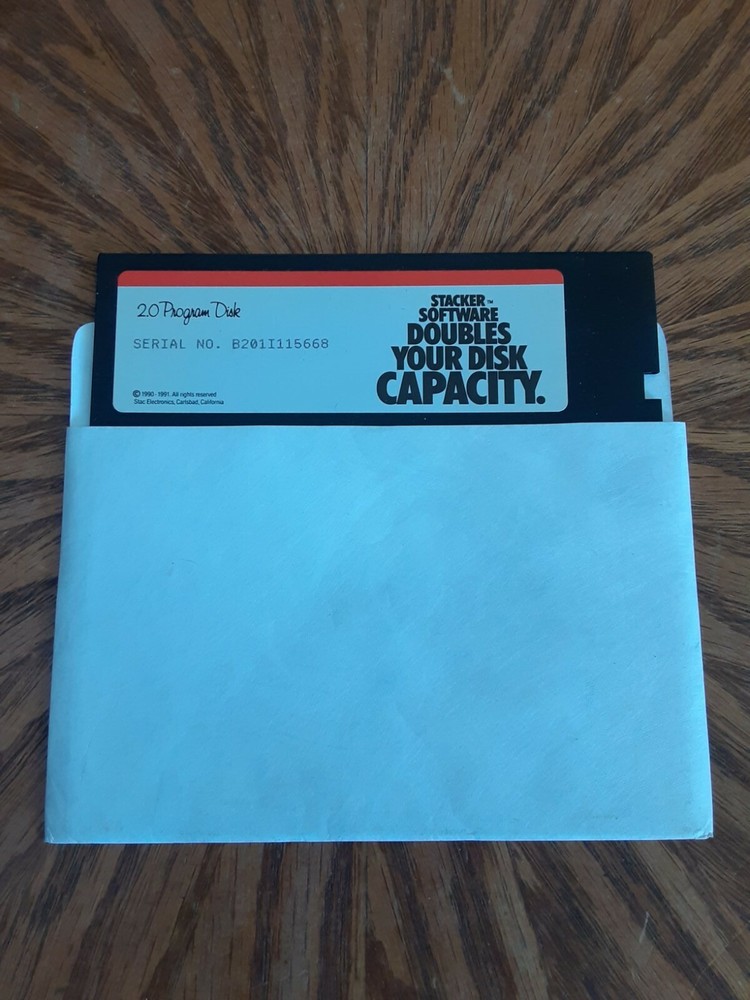 2.0 Program Disk
SERIAL NO. B201I115668
© 1990-1991. All rights reserved
Stac Electronics, Carlsbad, California
STACKER™
SOFTWARE
DOUBLES
YOUR DISK
CAPACITY.